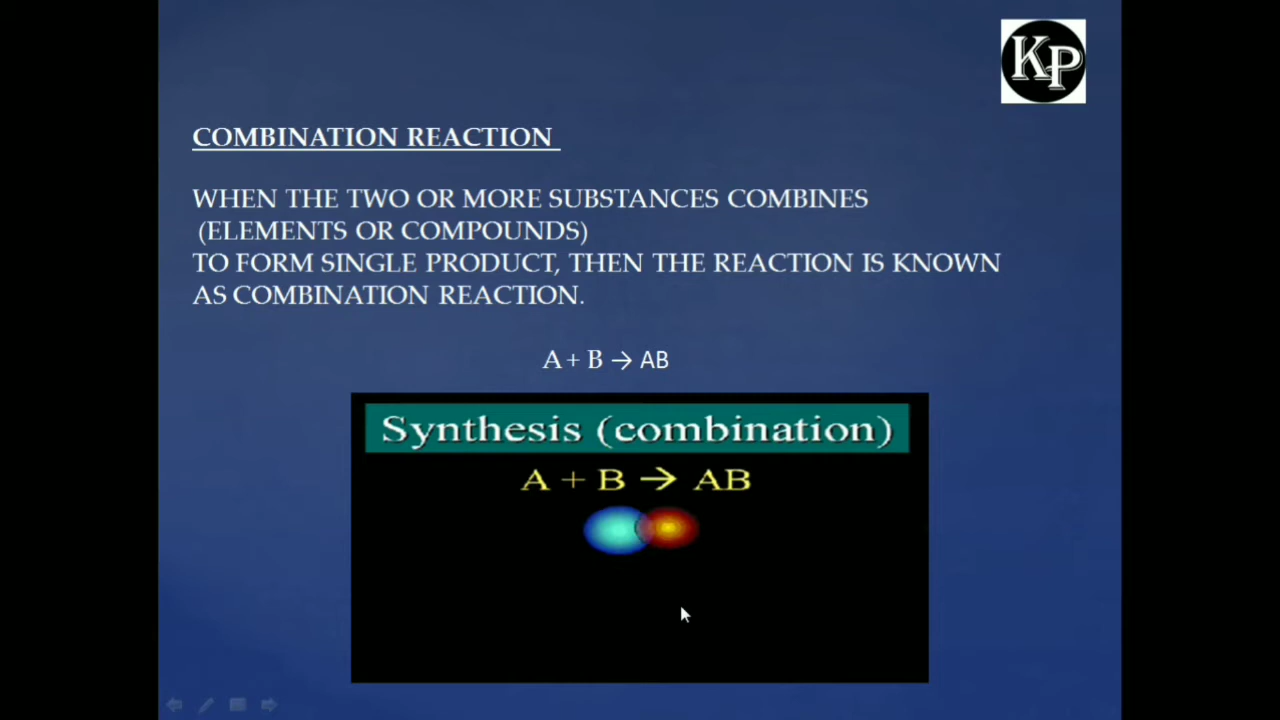 KP
COMBINATION REACTION
WHEN THE TWO OR MORE SUBSTANCES COMBINES
(ELEMENTS OR COMPOUNDS)
TO FORM SINGLE PRODUCT, THEN THE REACTION IS KNOWN
AS COMBINATION REACTION.
A + B → AB
Synthesis (combination)
A + B → AB